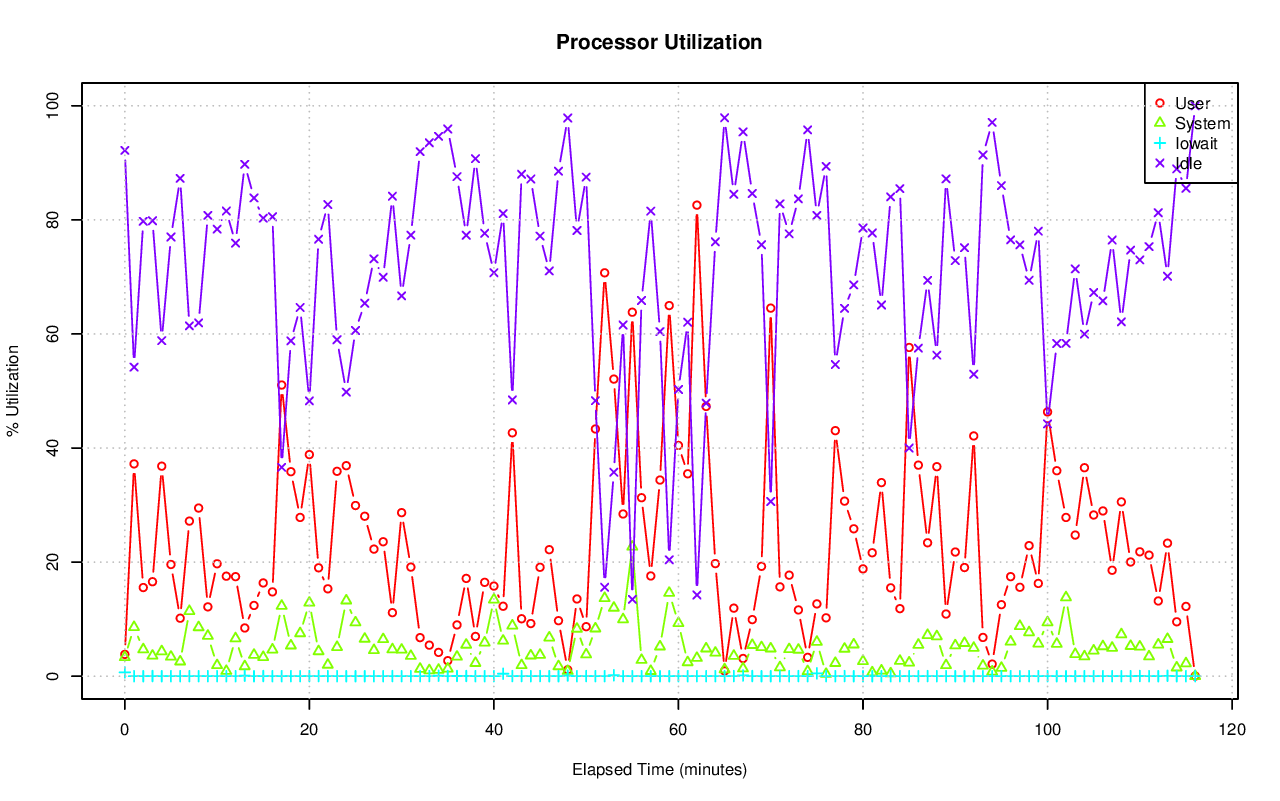 Processor Utilization
% Utilization
100
80
60
40
20
0
User
System
Iowait
Idle
0 20 40 60 80 100 120
Elapsed Time (minutes)